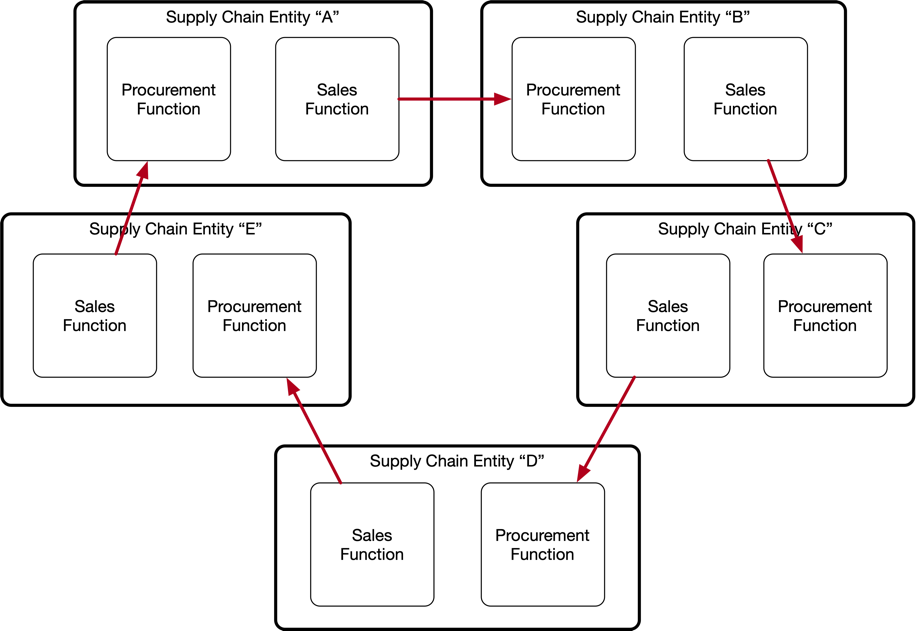 Supply Chain Entity “A”
Procurement
Function
Sales
Function
Supply Chain Entity “B”
Procurement
Function
Sales
Function
Supply Chain Entity “E”
Sales
Function
Procurement
Function
Supply Chain Entity “C”
Sales
Function
Procurement
Function
Supply Chain Entity “D”
Sales
Function
Procurement
Function